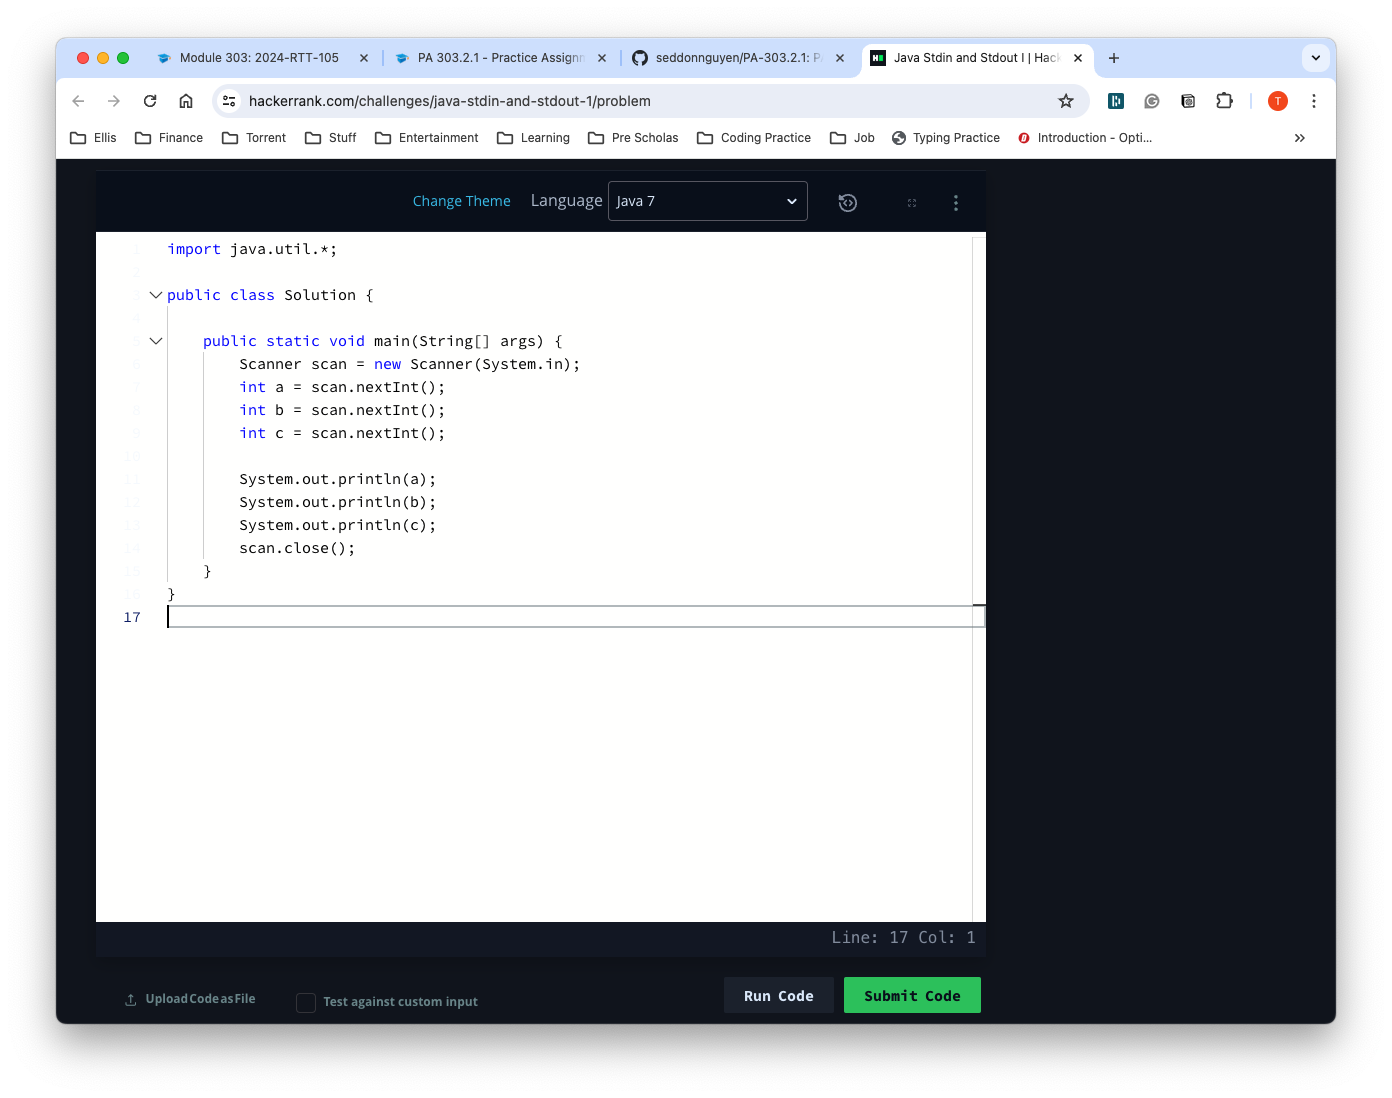 Module 303: 2024-RTT-105
PA 303.2.1 - Practice Assignm
seddonnguyen/PA-303.2.1: P
Java Stdin and Stdout I | Hack
hackerrank.com/challenges/java-stdin-and-stdout-1/problem
T
Ellis Finance Torrent Stuff Entertainment Learning Pre Scholas Coding Practice Job Typing Practice Introduction - Opti...
Change Theme Language Java 7
1 import java.util.*;
2
3 public class Solution {
4
5 public static void main(String[] args) {
6 Scanner scan = new Scanner(System.in);
7 int a = scan.nextInt();
8 int b = scan.nextInt();
9 int c = scan.nextInt();
10
11 System.out.println(a);
12 System.out.println(b);
13 System.out.println(c);
14 scan.close();
15 }
16 }
17
Line: 17 Col: 1
Upload Code as File
Test against custom input
Run Code
Submit Code